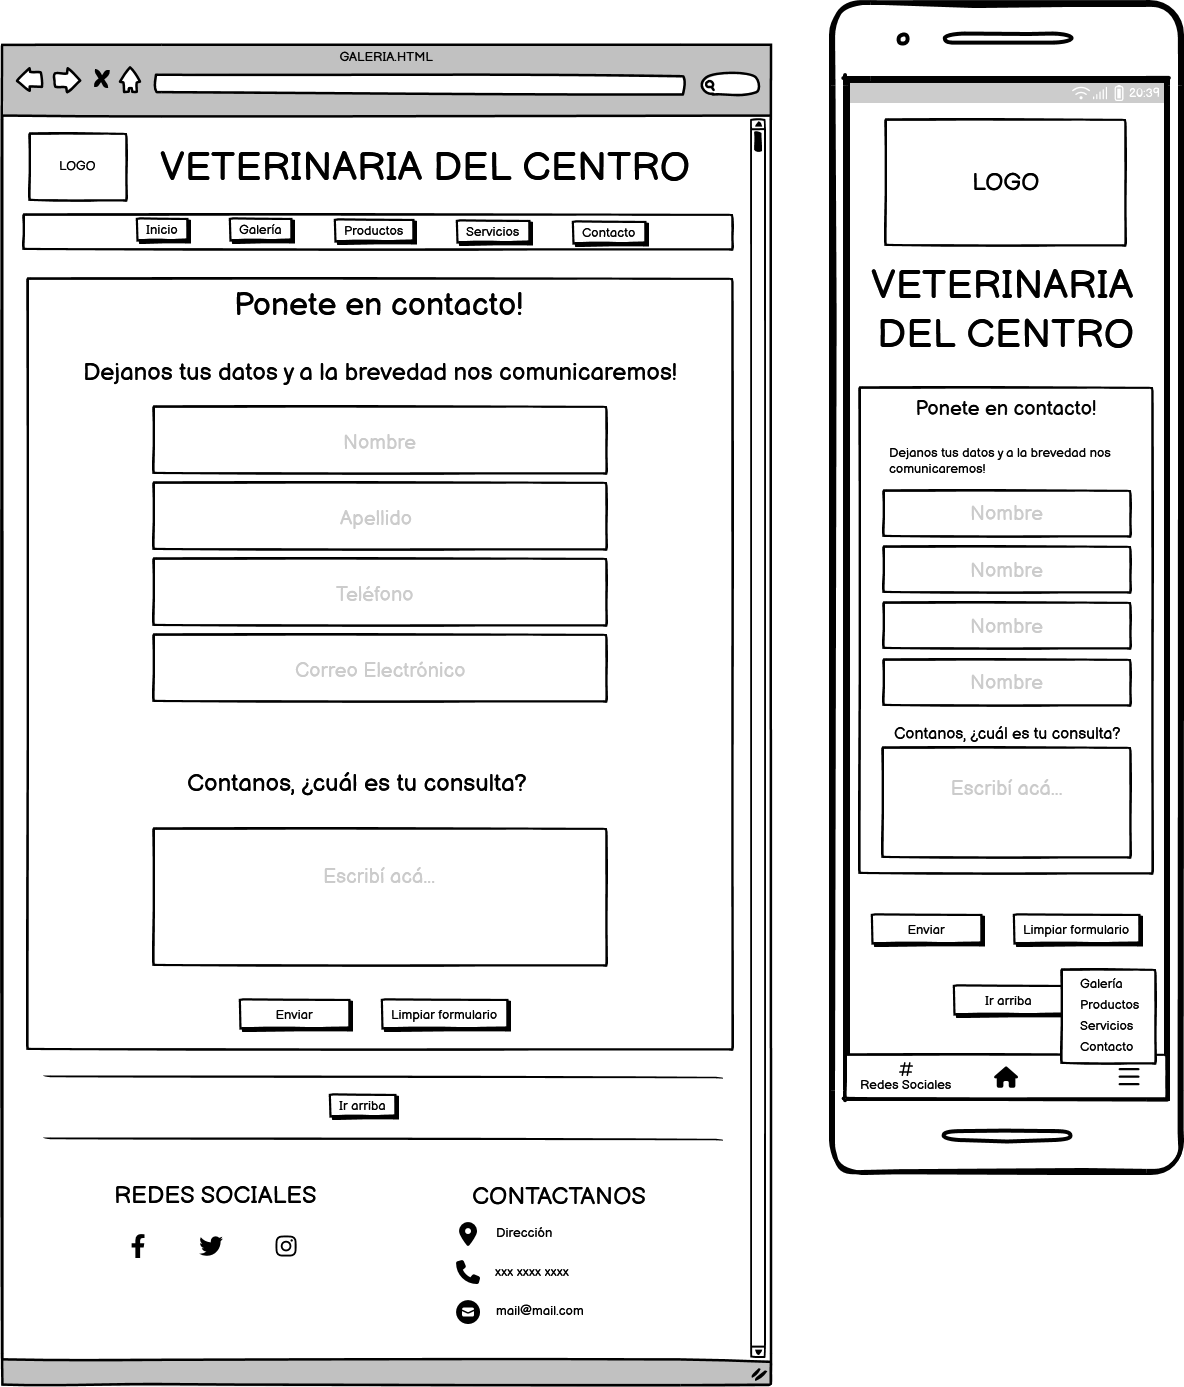 GALERIA.HTML
LOGO
VETERINARIA DEL CENTRO
Inicio
Galería
Productos
Servicios
Contacto
Ponete en contacto!
Dejanos tus datos y a la brevedad nos comunicaremos!
Nombre
Apellido
Teléfono
Correo Electrónico
Contanos, ¿cuál es tu consulta?
Escribí acá...
Enviar
Limpiar formulario
Ir arriba
REDES SOCIALES
CONTACTANOS
Dirección
xxx xxxx xxxx
mail@mail.com
20:39
LOGO
VETERINARIA
DEL CENTRO
Ponete en contacto!
Dejanos tus datos y a la brevedad nos
comunicaremos!
Nombre
Nombre
Nombre
Nombre
Contanos, ¿cuál es tu consulta?
Escribí acá...
Enviar
Limpiar formulario
Ir arriba
Galería
Productos
Servicios
Contacto
#
Redes Sociales